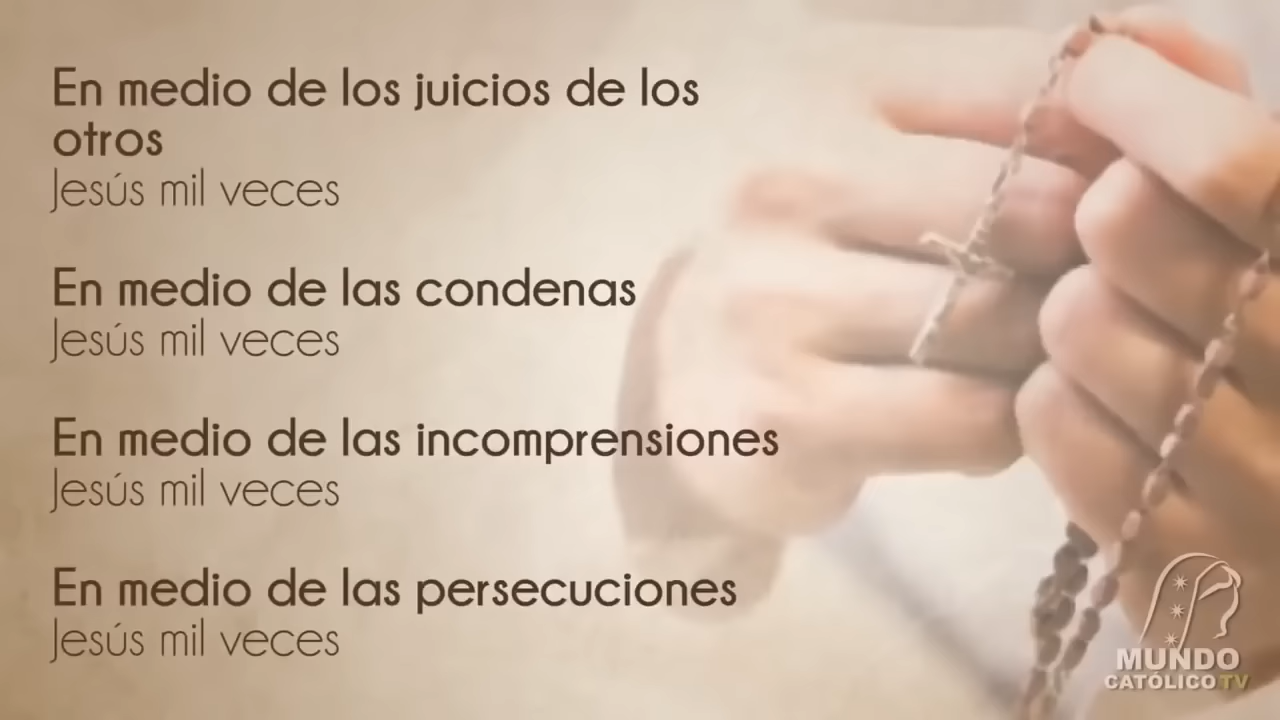 En medio de los juicios de los
otros
Jesús mil veces
En medio de las condenas
Jesús mil veces
En medio de las incomprensiones
Jesús mil veces
En medio de las persecuciones
Jesús mil veces
MUNDO
CATÓLICO TV